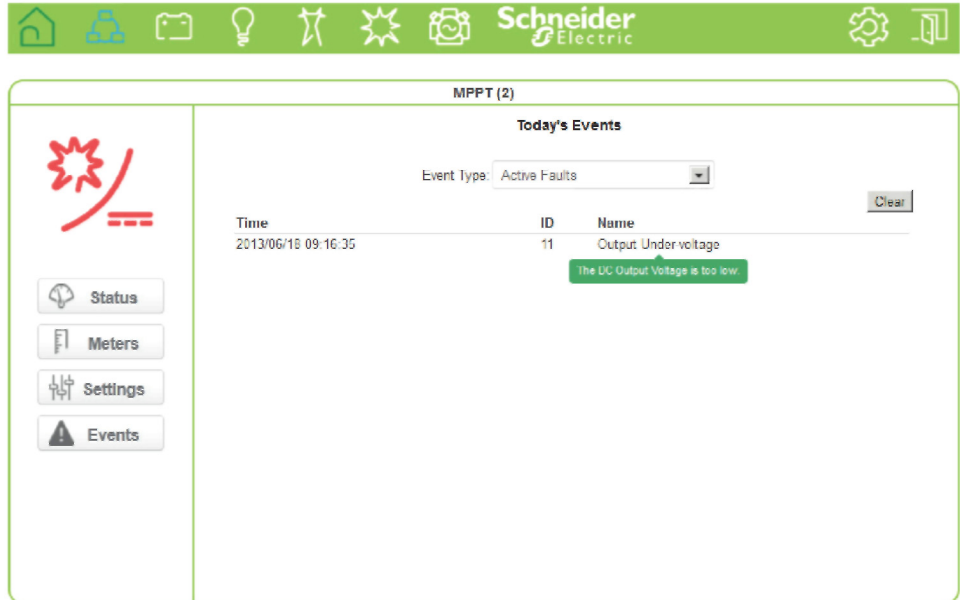 Schneider
Electric
MPPT (2)
Today's Events
Event Type: Active Faults
Clear
Time ID Name
2013/06/18 09:16:35 11 Output Under-voltage
The DC Output Voltage is too low.
Status
Meters
Settings
Events